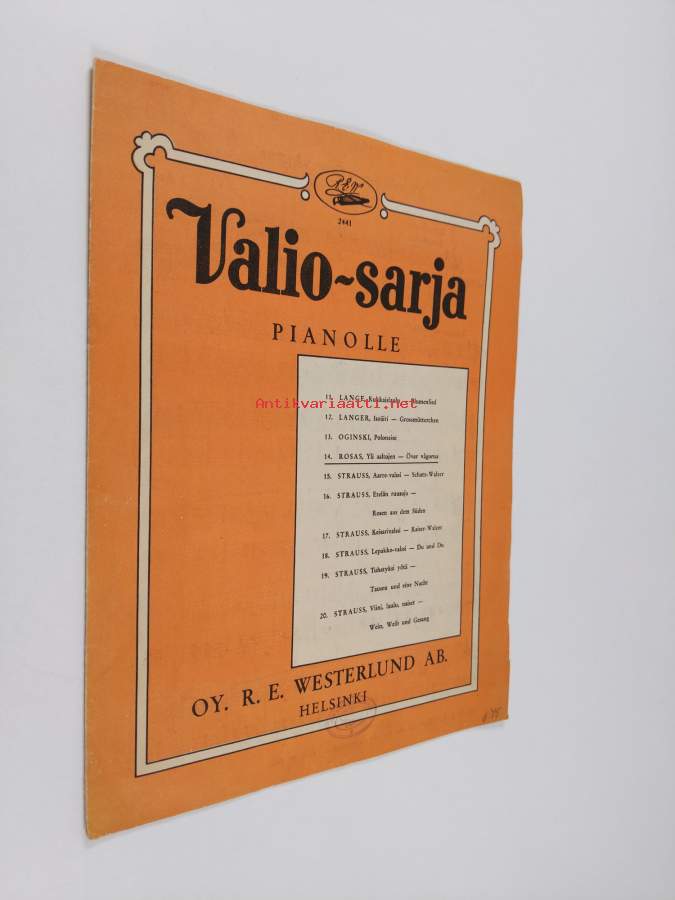 R.E.W.
2441
Valio-sarja
PIANOLLE
11. LANGE, Kukkaislaulu — Blumenlied
Antikvariaatti.net
12. LANGER, Isoäiti — Grossmütterchen
13. OGINSKI, Poloneise
14. ROSAS, Yli aaltojen — Över vågorna
15. STRAUSS, Aarre-valssi — Schatz-Walzer
16. STRAUSS, Etelän ruusuja —
Rosen aus dem Süden
17. STRAUSS, Keisarivalssi — Kaiser-Walzer
18. STRAUSS, Lepakko-valssi — Du und Du
19. STRAUSS, Tuhatyksi yötä —
Tausen und eine Nacht
20. STRAUSS, Viini, laulu, naiset —
Wein, Weib und Gesang
OY. R. E. WESTERLUND AB.
HELSINKI